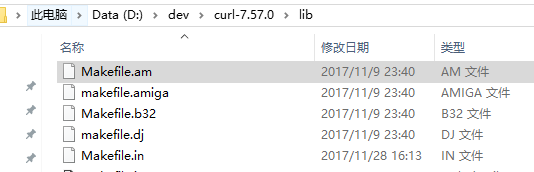 此电脑 > Data (D:) > dev > curl-7.57.0 > lib
名称 修改日期 类型
Makefile.am 2017/11/9 23:40 AM 文件
makefile.amiga 2017/11/9 23:40 AMIGA 文件
Makefile.b32 2017/11/9 23:40 B32 文件
makefile.dj 2017/11/9 23:40 DJ 文件
Makefile.in 2017/11/28 16:13 IN 文件